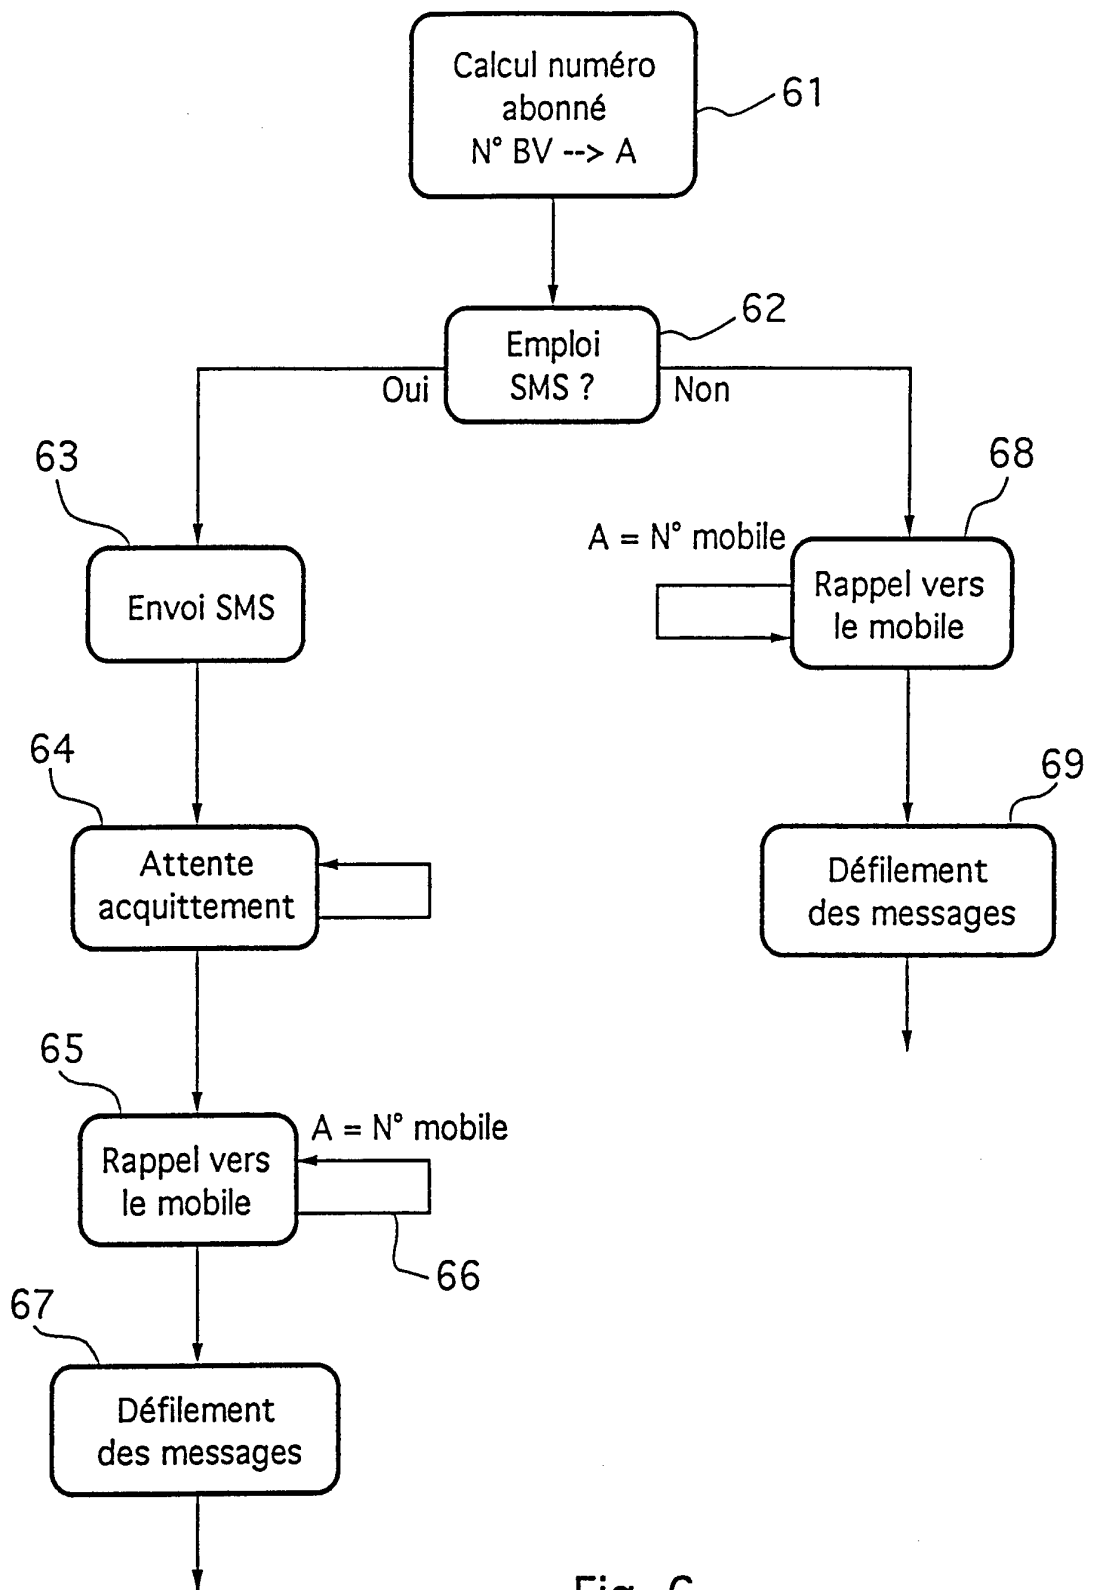 Calcul numéro
abonné
N° BV --> A
61
62
Emploi
SMS ?
Oui
Non
63
68
A = N° mobile
Envoi SMS
Rappel vers
le mobile
64
69
Attente
acquittement
Défilement
des messages
65
A = N° mobile
Rappel vers
le mobile
66
67
Défilement
des messages
Fig.